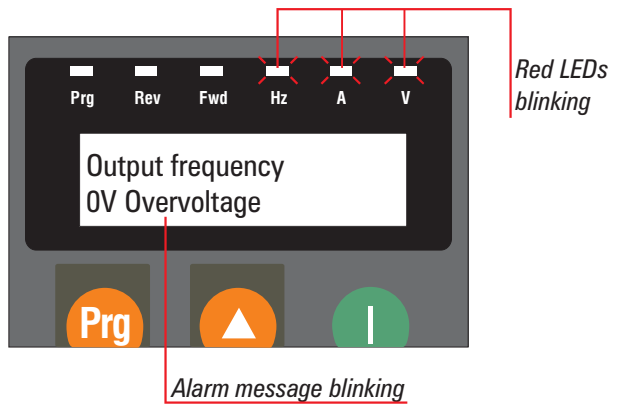 Red LEDs
blinking
Prg Rev Fwd Hz A V
Output frequency
0V Overvoltage
Prg
Alarm message blinking